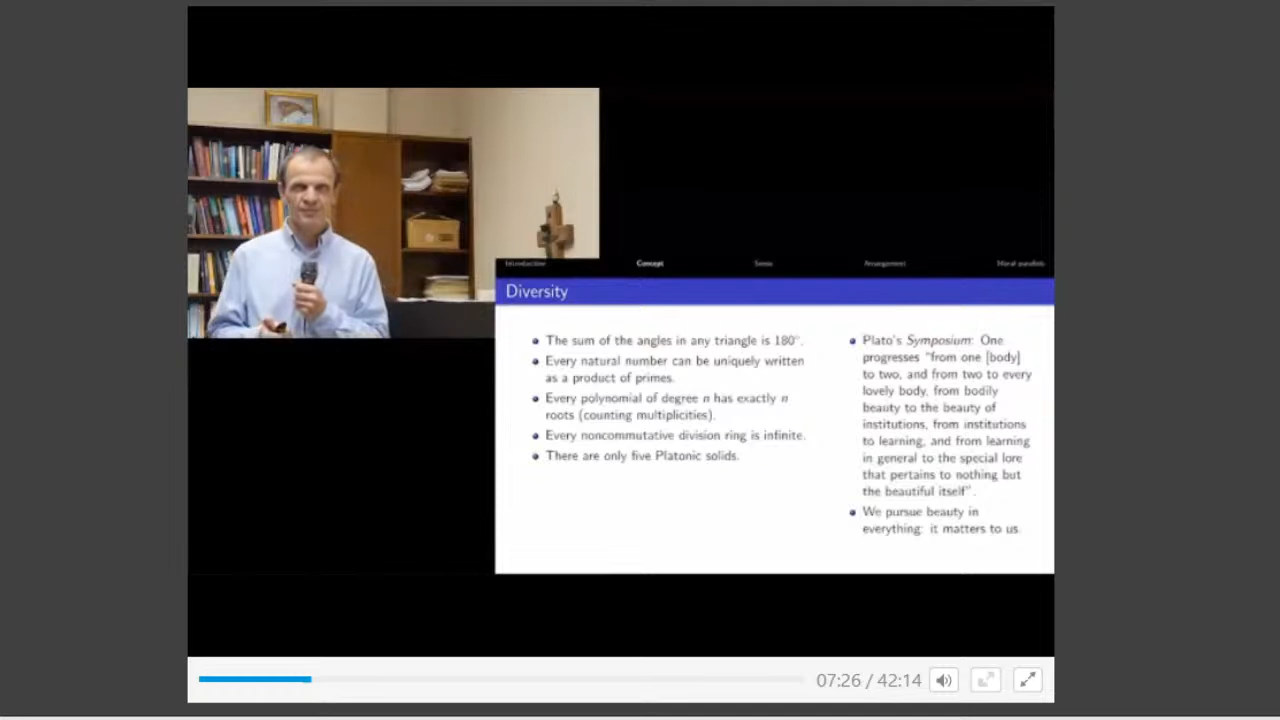 Introduction Concept Sense Arrangement Moral parallels
Diversity
• The sum of the angles in any triangle is 180°.
• Every natural number can be uniquely written
as a product of primes.
• Every polynomial of degree n has exactly n
roots (counting multiplicities).
• Every noncommutative division ring is infinite.
• There are only five Platonic solids.
• Plato's Symposium: One
progresses "from one [body]
to two, and from two to every
lovely body, from bodily
beauty to the beauty of
institutions, from institutions
to learning, and from learning
in general to the special lore
that pertains to nothing but
the beautiful itself".
• We pursue beauty in
everything: it matters to us.
07:26 / 42:14